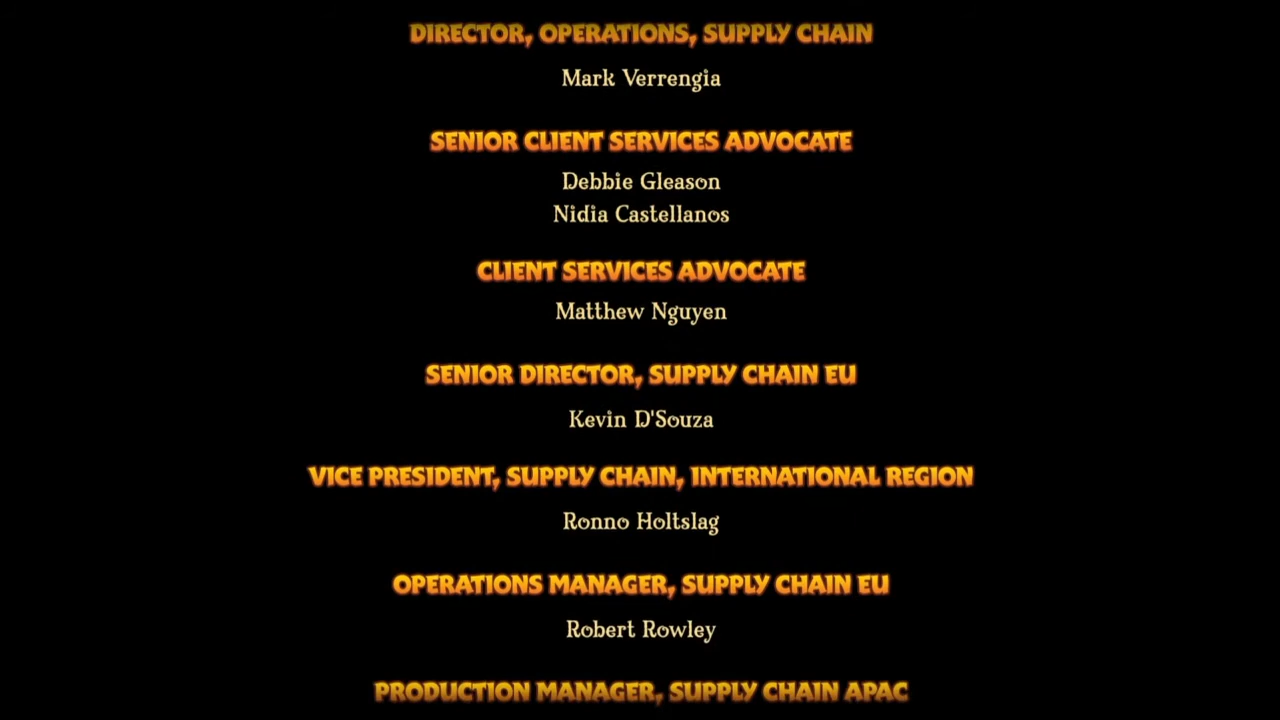 DIRECTOR, OPERATIONS, SUPPLY CHAIN
Mark Verrengia
SENIOR CLIENT SERVICES ADVOCATE
Debbie Gleason
Nidia Castellanos
CLIENT SERVICES ADVOCATE
Matthew Nguyen
SENIOR DIRECTOR, SUPPLY CHAIN EU
Kevin D'Souza
VICE PRESIDENT, SUPPLY CHAIN, INTERNATIONAL REGION
Ronno Holtslag
OPERATIONS MANAGER, SUPPLY CHAIN EU
Robert Rowley
PRODUCTION MANAGER, SUPPLY CHAIN APAC